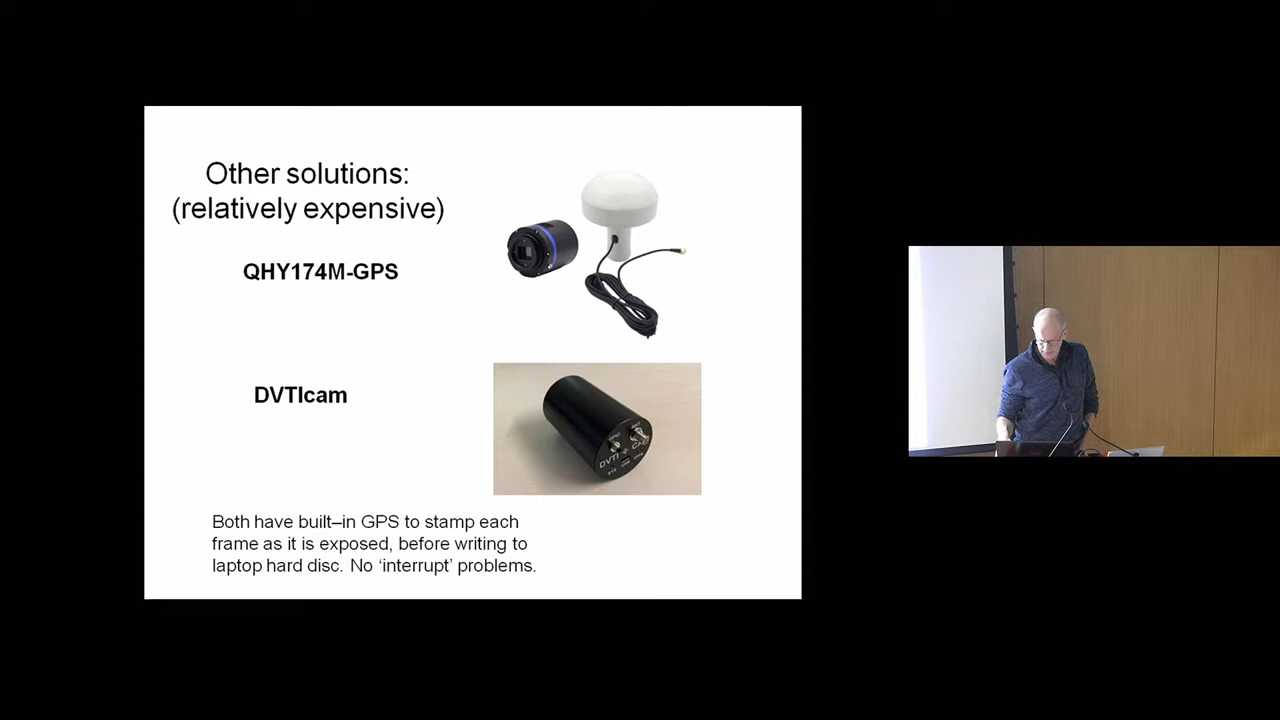 Other solutions:
(relatively expensive)
QHY174M-GPS
DVTIcam
DVTI
Both have built–in GPS to stamp each
frame as it is exposed, before writing to
laptop hard disc. No ‘interrupt’ problems.